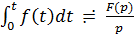 ∫₀ᵗ f(t)dt ≓ F(p)/p